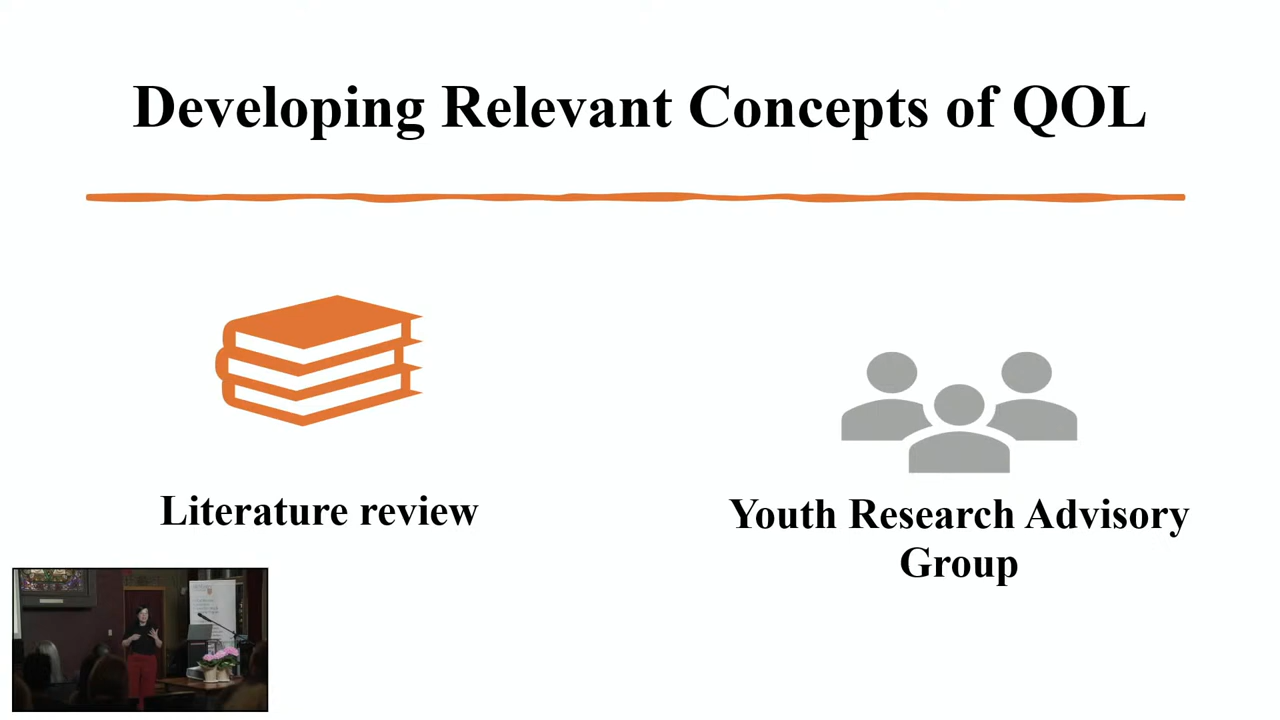 Developing Relevant Concepts of QOL
Literature review
Youth Research Advisory
Group